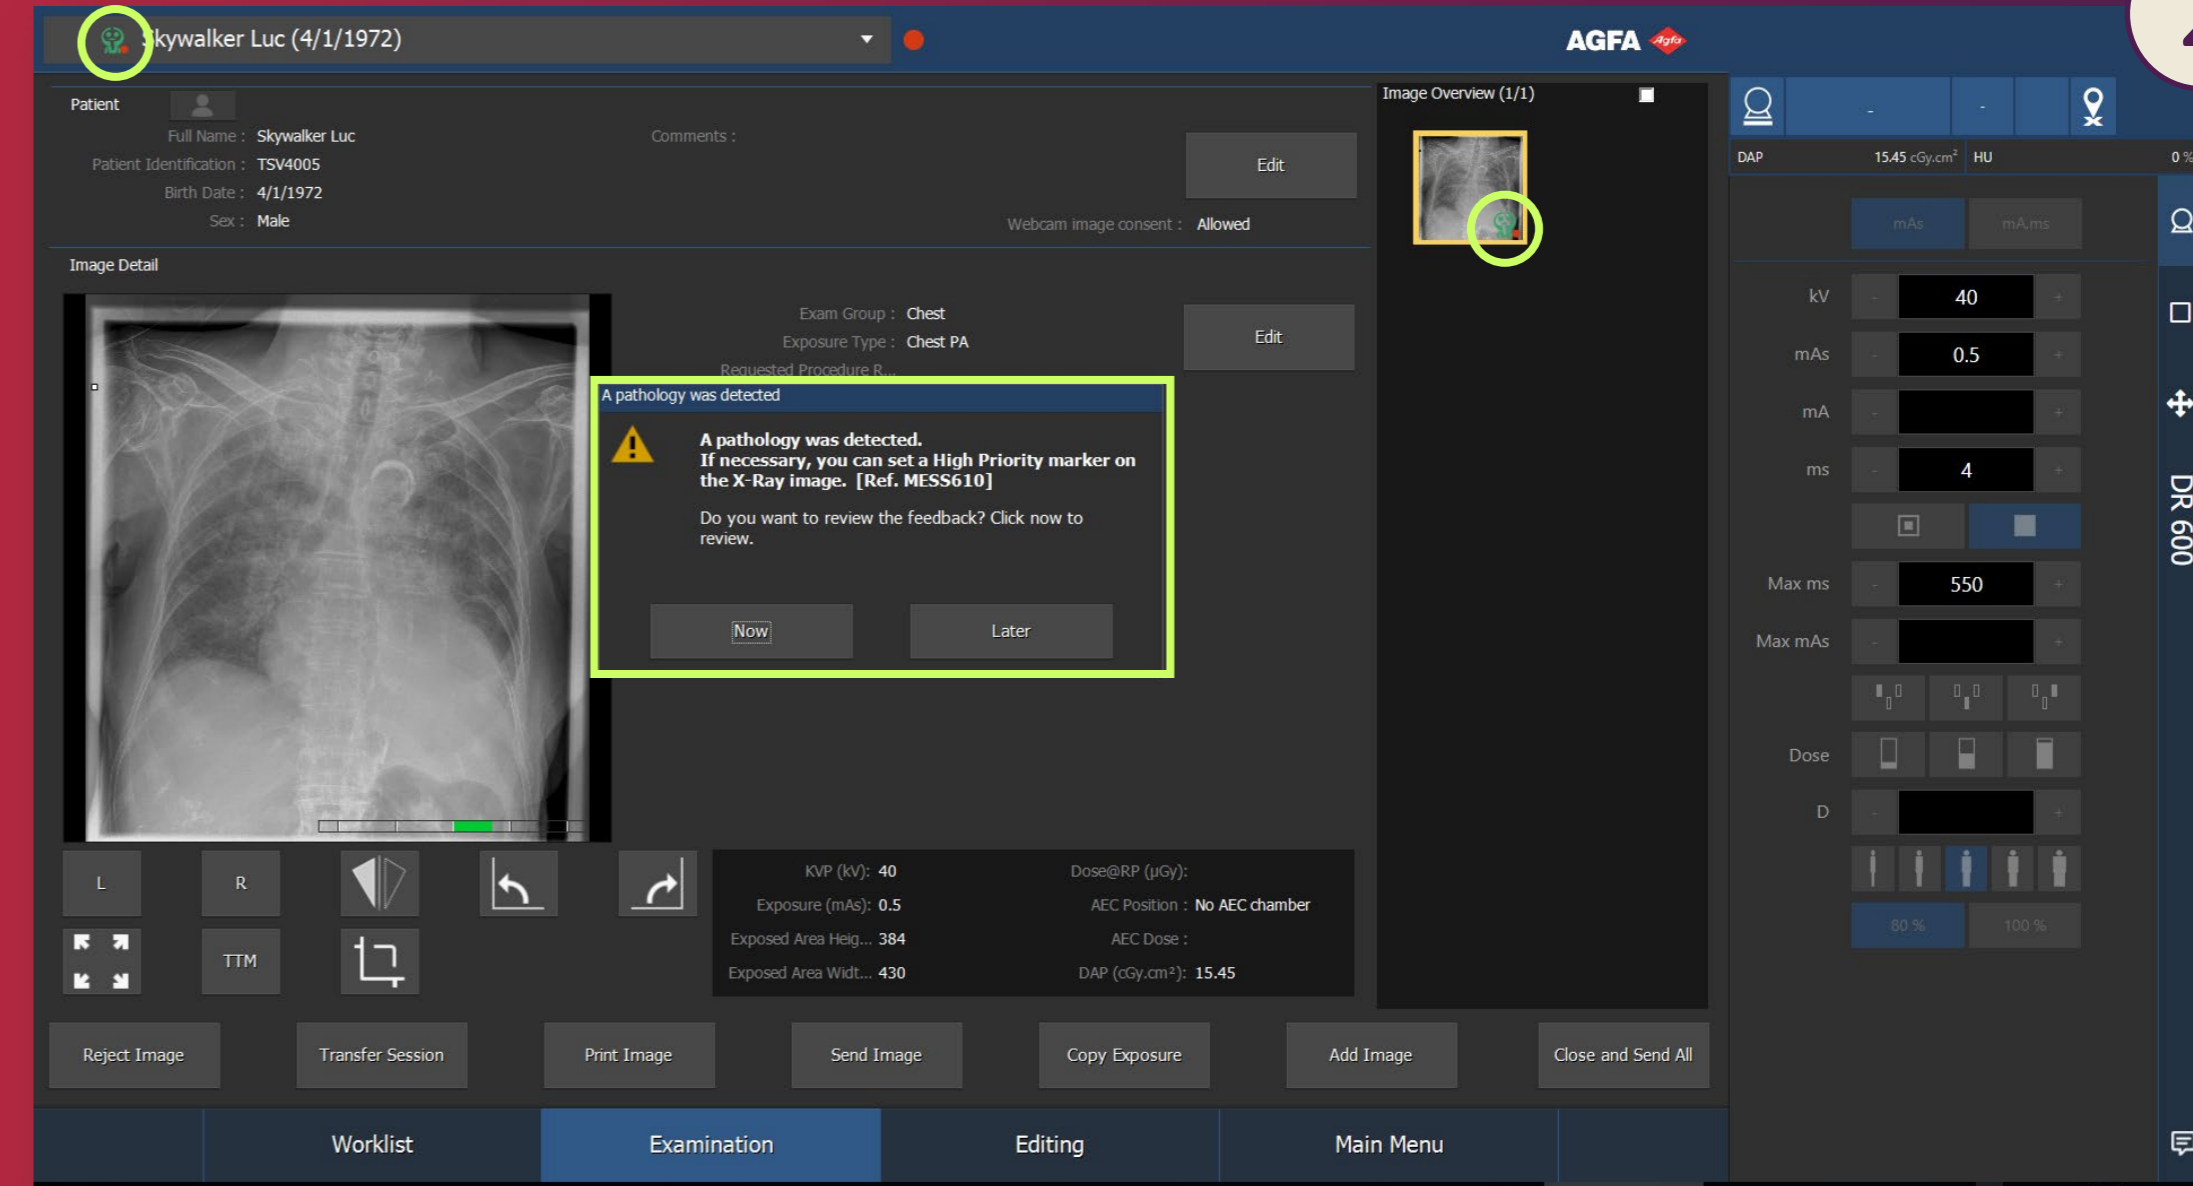 Skywalker Luc (4/1/1972)
AGFA Agfa
Patient
Full Name : Skywalker Luc
Patient Identification : TSV4005
Birth Date : 4/1/1972
Sex : Male
Comments :
Edit
Webcam image consent : Allowed
Image Detail
Exam Group : Chest
Exposure Type : Chest PA
Requested Procedure R...
Edit
A pathology was detected
A pathology was detected.
If necessary, you can set a High Priority marker on
the X-Ray image. [Ref. MESS610]
Do you want to review the feedback? Click now to
review.
Now
Later
L
R
TTM
KVP (kV): 40
Exposure (mAs): 0.5
Exposed Area Heig... 384
Exposed Area Widt... 430
Dose@RP (µGy):
AEC Position : No AEC chamber
AEC Dose :
DAP (cGy.cm²): 15.45
Image Overview (1/1)
DAP 15.45 cGy.cm² HU 0 %
mAs mA.ms
kV - 40 +
mAs - 0.5 +
mA - +
ms - 4 +
Max ms - 550 +
Max mAs - +
Dose
D - +
80 % 100 %
DR 600
Reject Image
Transfer Session
Print Image
Send Image
Copy Exposure
Add Image
Close and Send All
Worklist
Examination
Editing
Main Menu